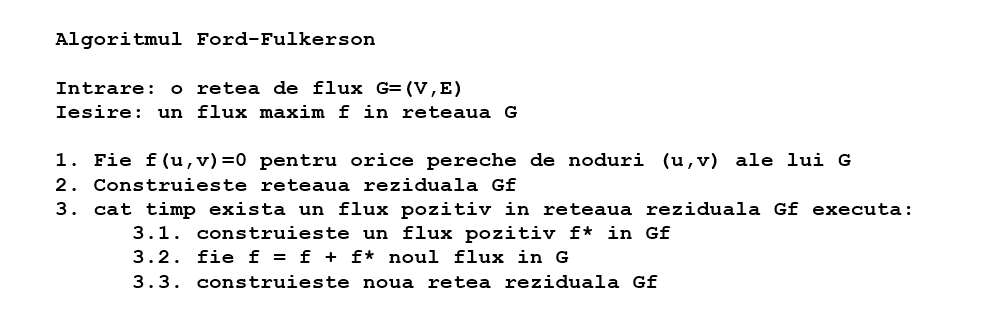 Algoritmul Ford-Fulkerson
Intrare: o retea de flux G=(V,E)
Iesire: un flux maxim f in reteaua G
1. Fie f(u,v)=0 pentru orice pereche de noduri (u,v) ale lui G
2. Construieste reteaua reziduala Gf
3. cat timp exista un flux pozitiv in reteaua reziduala Gf executa:
3.1. construieste un flux pozitiv f* in Gf
3.2. fie f = f + f* noul flux in G
3.3. construieste noua retea reziduala Gf